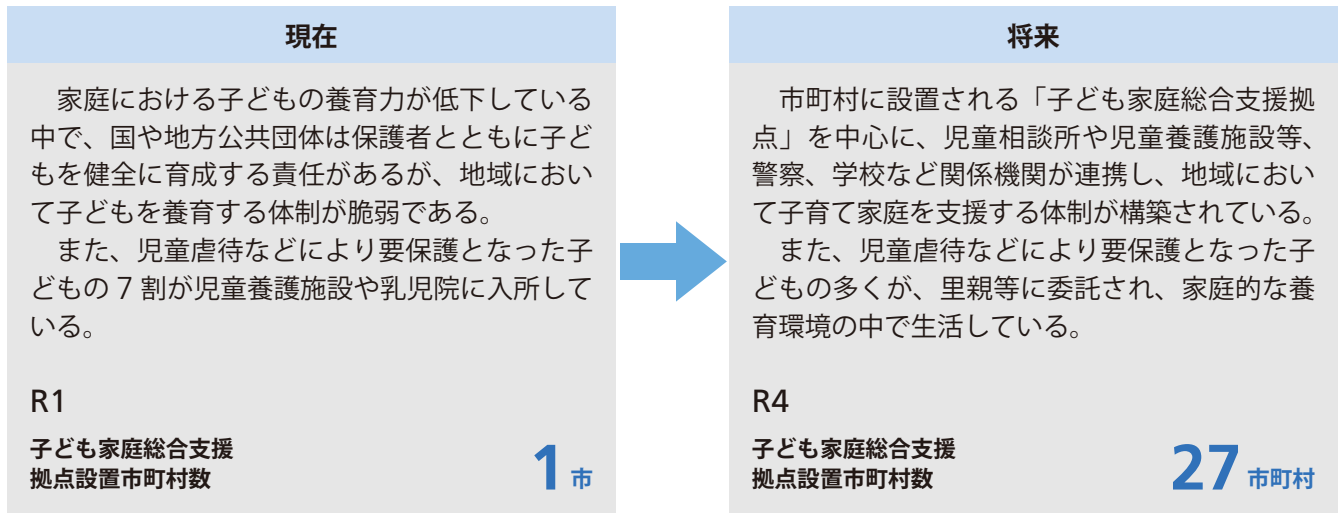 現在
　家庭における子どもの養育力が低下している
中で、国や地方公共団体は保護者とともに子ど
もを健全に育成する責任があるが、地域におい
て子どもを養育する体制が脆弱である。
　また、児童虐待などにより要保護となった子
どもの 7 割が児童養護施設や乳児院に入所して
いる。
R1
子ども家庭総合支援
拠点設置市町村数
1 市
将来
　市町村に設置される「子ども家庭総合支援拠
点」を中心に、児童相談所や児童養護施設等、
警察、学校など関係機関が連携し、地域におい
て子育て家庭を支援する体制が構築されている。
　また、児童虐待などにより要保護となった子
どもの多くが、里親等に委託され、家庭的な養
育環境の中で生活している。
R4
子ども家庭総合支援
拠点設置市町村数
27 市町村